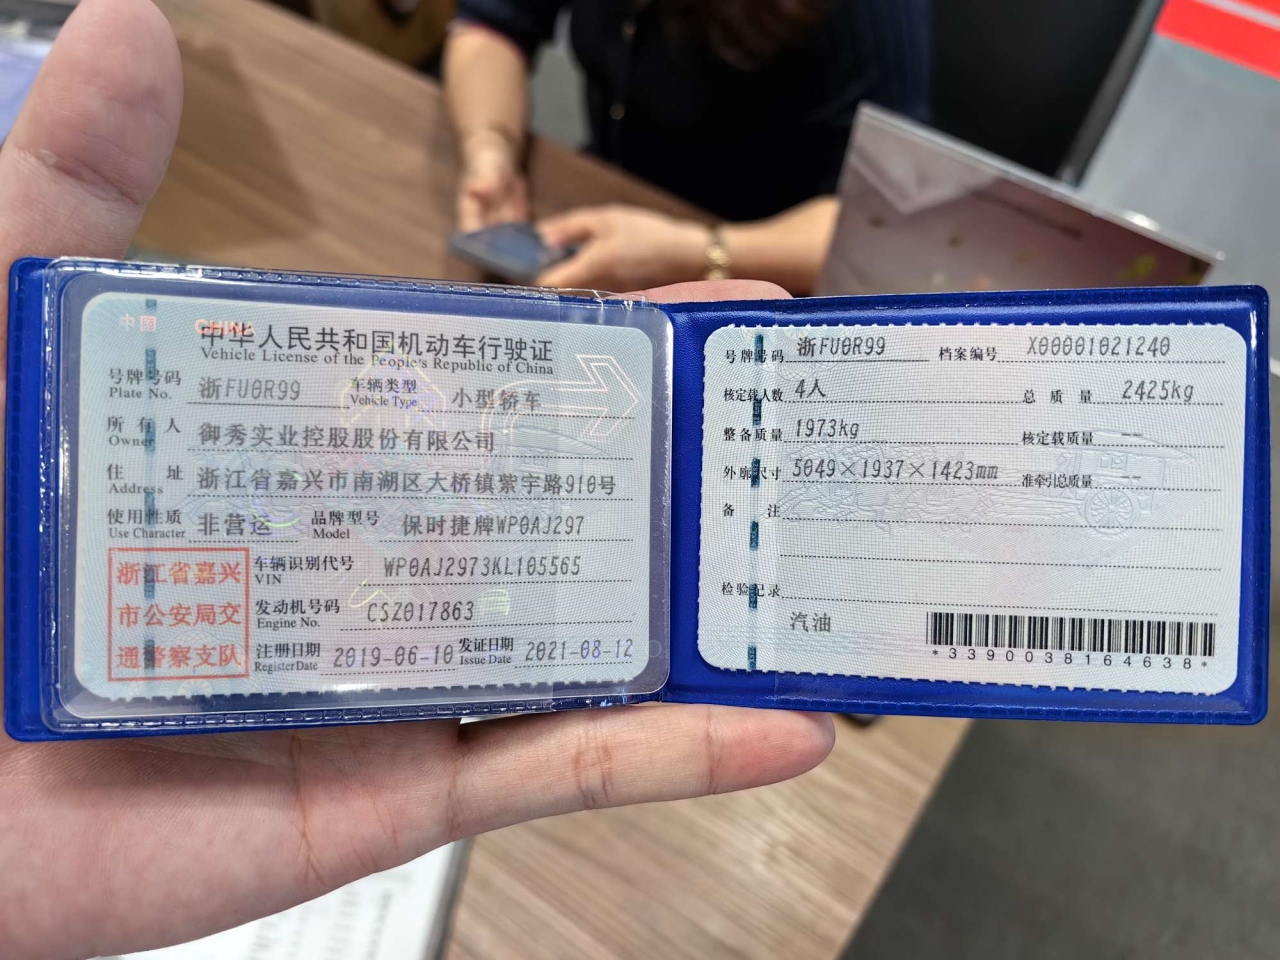 中国 CHINA
中华人民共和国机动车行驶证
Vehicle License of the People's Republic of China
号牌号码 Plate No. 浙FU0R99 车辆类型 Vehicle Type 小型轿车
所有人 Owner 御秀实业控股股份有限公司
住址 Address 浙江省嘉兴市南湖区大桥镇紫宇路910号
使用性质 Use Character 非营运 品牌型号 Model 保时捷牌WP0AJ297
浙江省嘉兴
市公安局交
通警察支队
车辆识别代号 VIN WP0AJ2973KL105565
发动机号码 Engine No. CSZ017863
注册日期 Register Date 2019-06-10 发证日期 Issue Date 2021-08-12
号牌号码 浙FU0R99 档案编号 X00001021240
核定载人数 4人 总质量 2425kg
整备质量 1973kg 核定载质量 --
外廓尺寸 5049×1937×1423mm 准牵引总质量 --
备注
检验记录
汽油
*3390038164638*